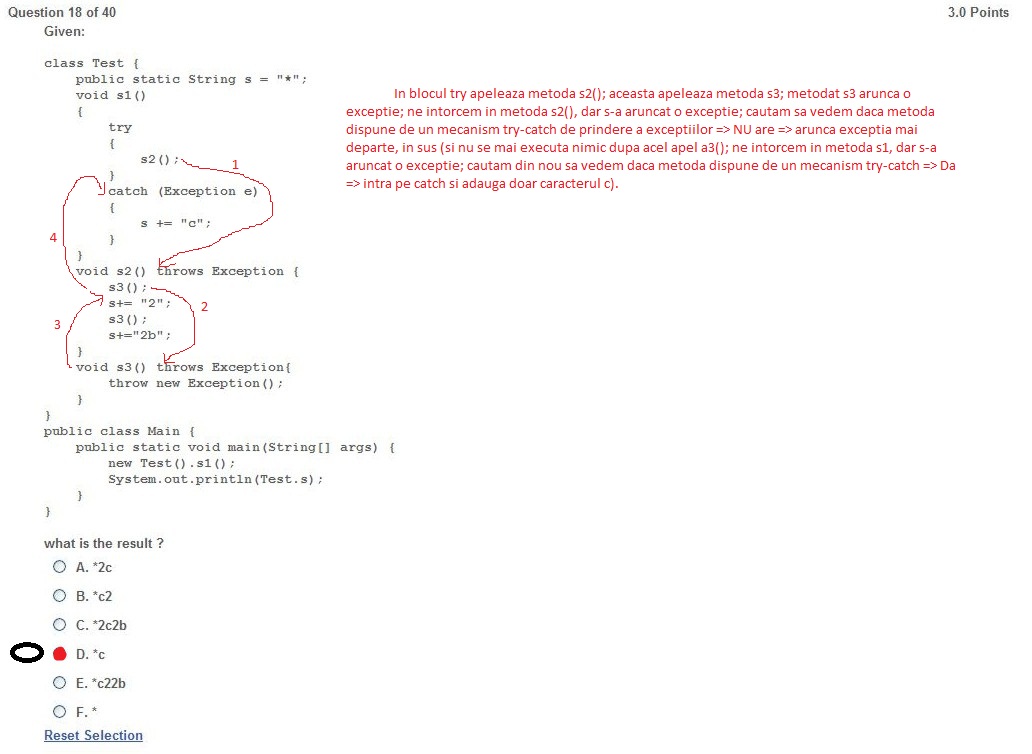 Question 18 of 40
3.0 Points
Given:
class Test {
public static String s = "*";
void s1()
{
try
{
s2();
}
catch (Exception e)
{
s += "c";
}
}
void s2() throws Exception {
s3();
s+= "2";
s3();
s+="2b";
}
void s3() throws Exception{
throw new Exception();
}
}
public class Main {
public static void main(String[] args) {
new Test().s1();
System.out.println(Test.s);
}
}
In blocul try apeleaza metoda s2(); aceasta apeleaza metoda s3; metodat s3 arunca o
exceptie; ne intorcem in metoda s2(), dar s-a aruncat o exceptie; cautam sa vedem daca metoda
dispune de un mecanism try-catch de prindere a exceptiilor => NU are => arunca exceptia mai
departe, in sus (si nu se mai executa nimic dupa acel apel a3(); ne intorcem in metoda s1, dar s-a
aruncat o exceptie; cautam din nou sa vedem daca metoda dispune de un mecanism try-catch => Da
=> intra pe catch si adauga doar caracterul c).
1
2
3
4
what is the result ?
A. *2c
B. *c2
C. *2c2b
D. *c
E. *c22b
F. *
Reset Selection